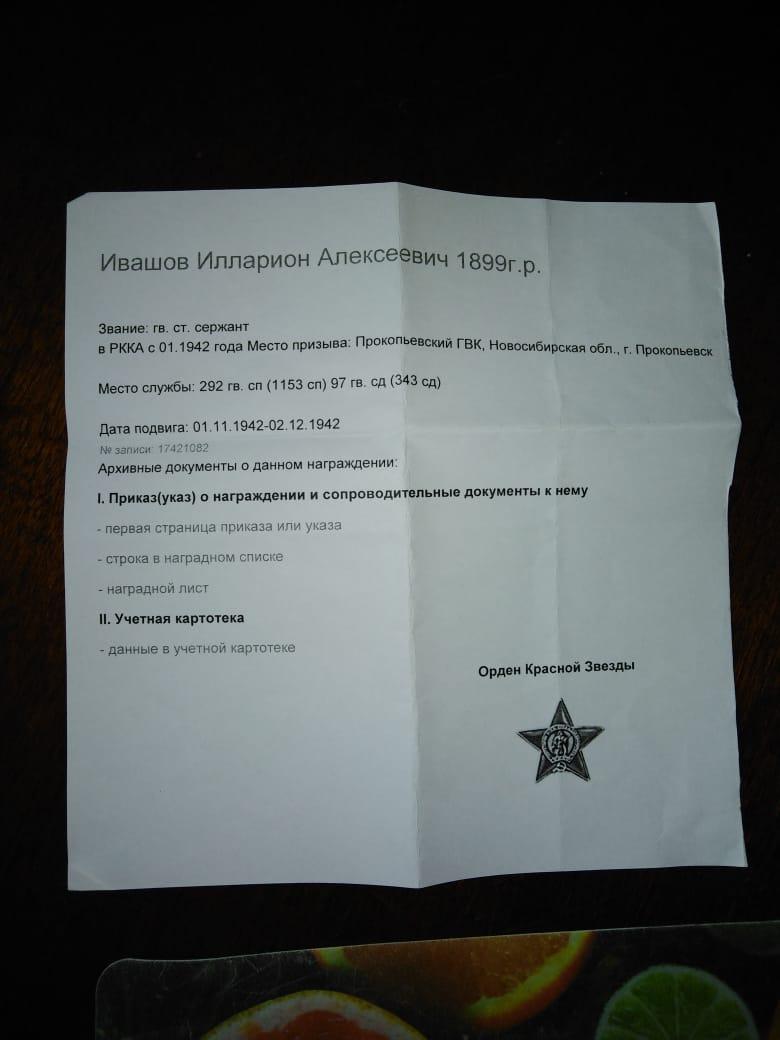 Ивашов Илларион Алексеевич 1899г.р.
Звание: гв. ст. сержант
в РККА с 01.1942 года Место призыва: Прокопьевский ГВК, Новосибирская обл., г. Прокопьевск
Место службы: 292 гв. сп (1153 сп) 97 гв. сд (343 сд)
Дата подвига: 01.11.1942-02.12.1942
№ записи: 17421082
Архивные документы о данном награждении:
I. Приказ(указ) о награждении и сопроводительные документы к нему
- первая страница приказа или указа
- строка в наградном списке
- наградной лист
II. Учетная картотека
- данные в учетной картотеке
Орден Красной Звезды